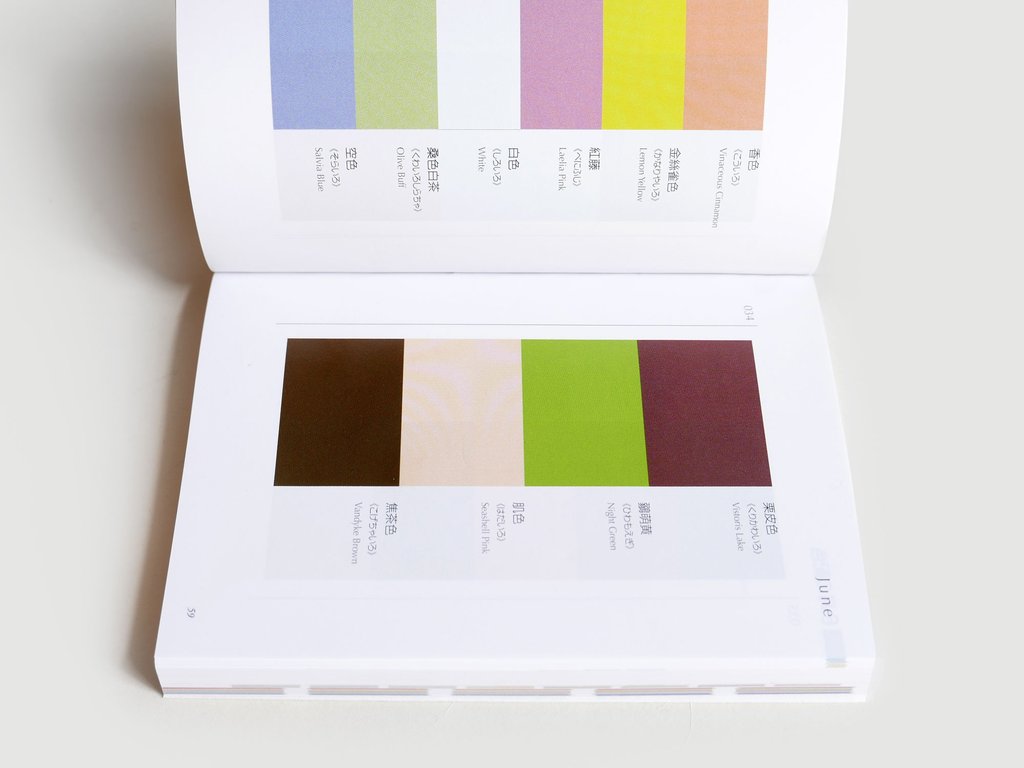 香色
（こういろ）
Vinaceous Cinnamon
金絲雀色
（かなりやいろ）
Lemon Yellow
紅藤
（べにふじ）
Laelia Pink
白色
（しろいろ）
White
桑色白茶
（くわいろしらちゃ）
Olive Buff
空色
（そらいろ）
Salvia Blue
June
034
栗皮色
（くりかわいろ）
Vistoris Lake
鶸萌黄
（ひわもえぎ）
Night Green
肌色
（はだいろ）
Seashell Pink
焦茶色
（こげちゃいろ）
Vandyke Brown
59